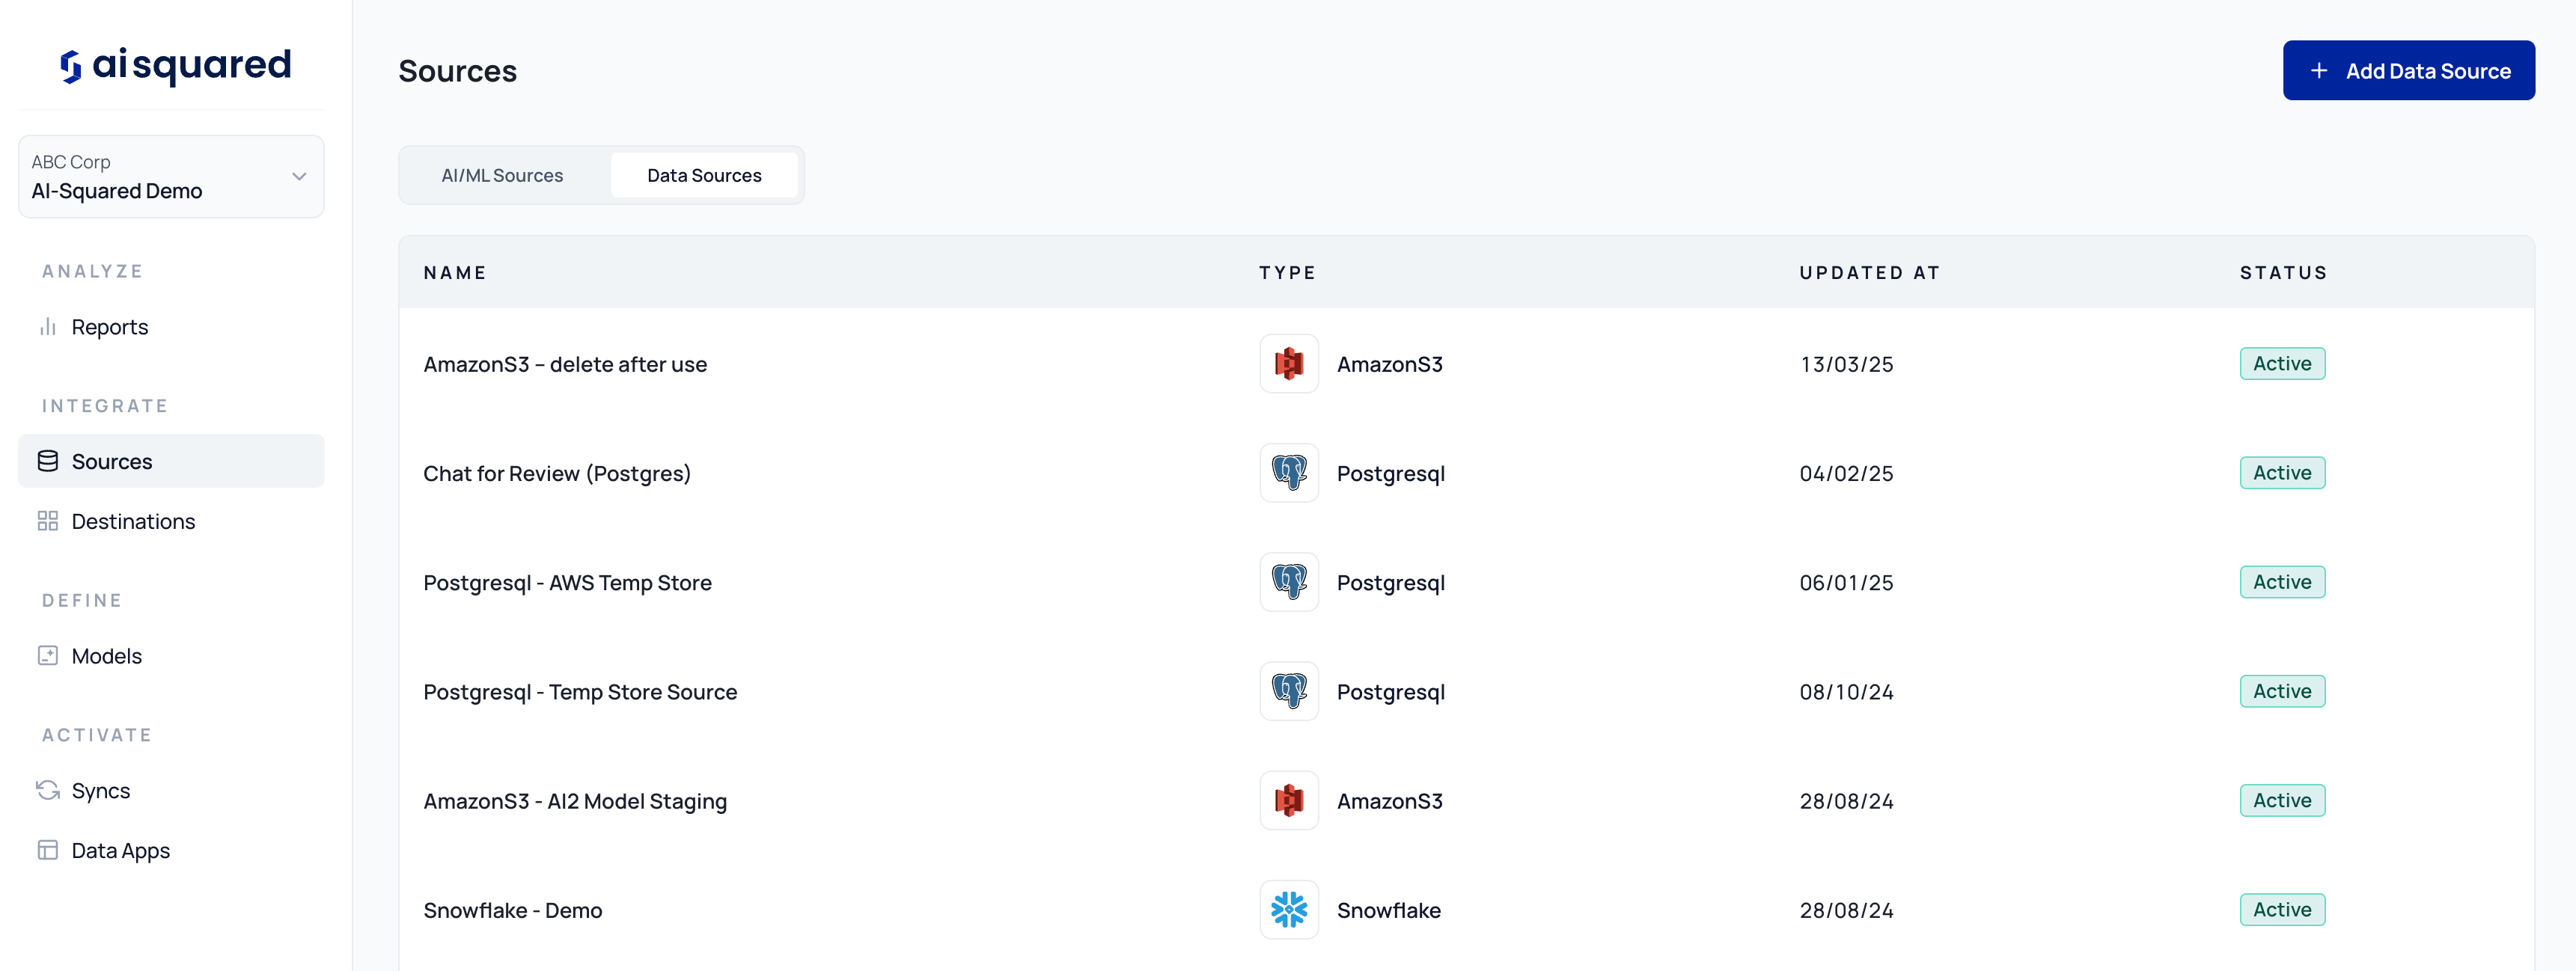 aisquared
ABC Corp
AI-Squared Demo
ANALYZE
Reports
INTEGRATE
Sources
Destinations
DEFINE
Models
ACTIVATE
Syncs
Data Apps
Sources
+ Add Data Source
AI/ML Sources Data Sources
NAME TYPE UPDATED AT STATUS
AmazonS3 – delete after use AmazonS3 13/03/25 Active
Chat for Review (Postgres) Postgresql 04/02/25 Active
Postgresql - AWS Temp Store Postgresql 06/01/25 Active
Postgresql - Temp Store Source Postgresql 08/10/24 Active
AmazonS3 - AI2 Model Staging AmazonS3 28/08/24 Active
Snowflake - Demo Snowflake 28/08/24 Active